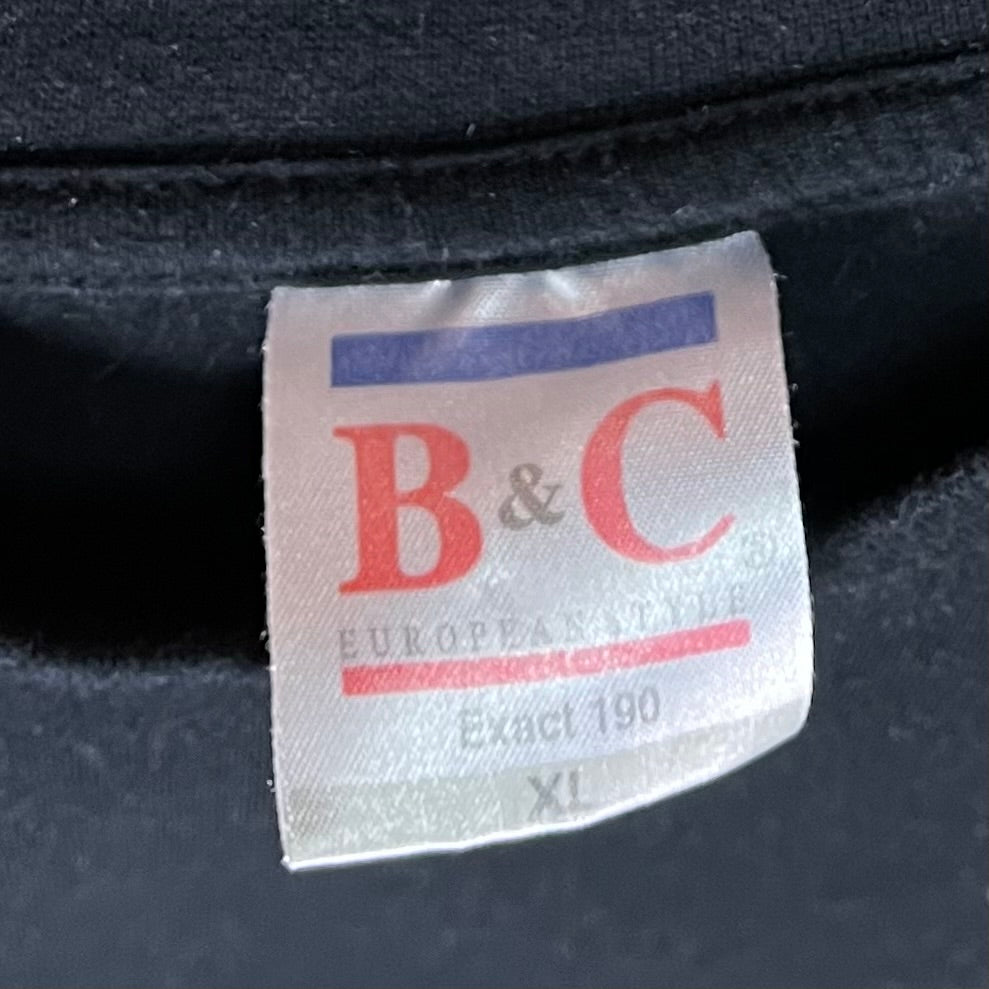 B & C
®
EUROPEAN STYLE
Exact 190
XL